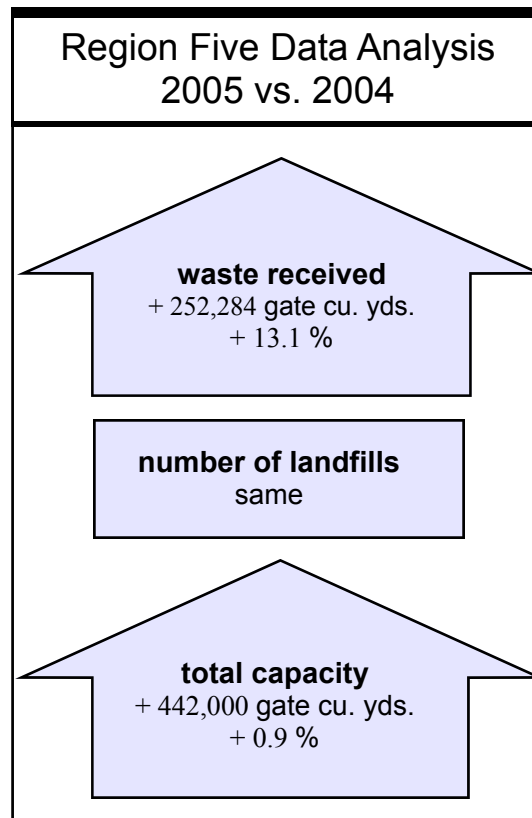 Region Five Data Analysis
2005 vs. 2004
waste received
+ 252,284 gate cu. yds.
+ 13.1 %
number of landfills
same
total capacity
+ 442,000 gate cu. yds.
+ 0.9 %